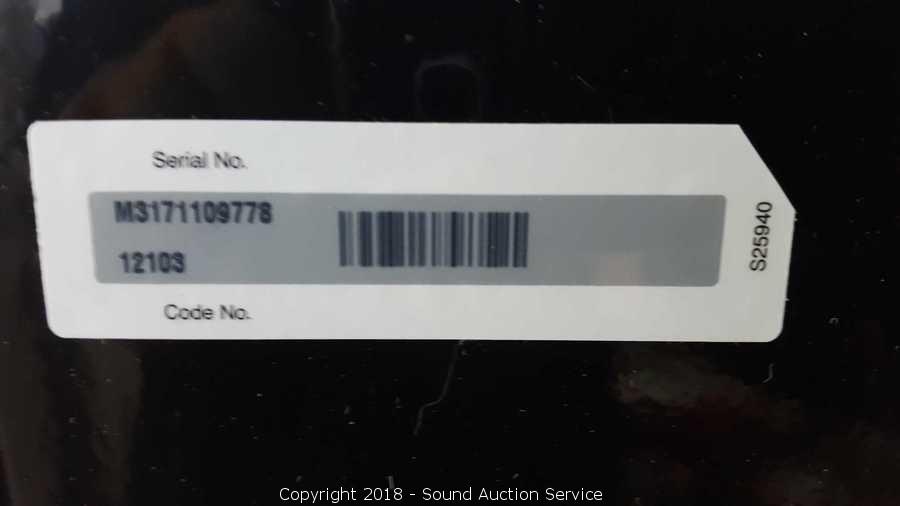 Serial No.
M3171109778
12103
Code No.
S25940
Copyright 2018 - Sound Auction Service